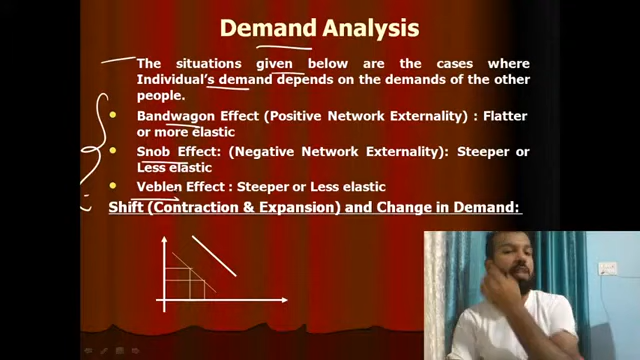 Demand Analysis
The situations given below are the cases where
Individual's demand depends on the demands of the other
people.
Bandwagon Effect (Positive Network Externality) : Flatter
or more elastic
Snob Effect: (Negative Network Externality): Steeper or
Less elastic
Veblen Effect : Steeper or Less elastic
Shift (Contraction & Expansion) and Change in Demand: